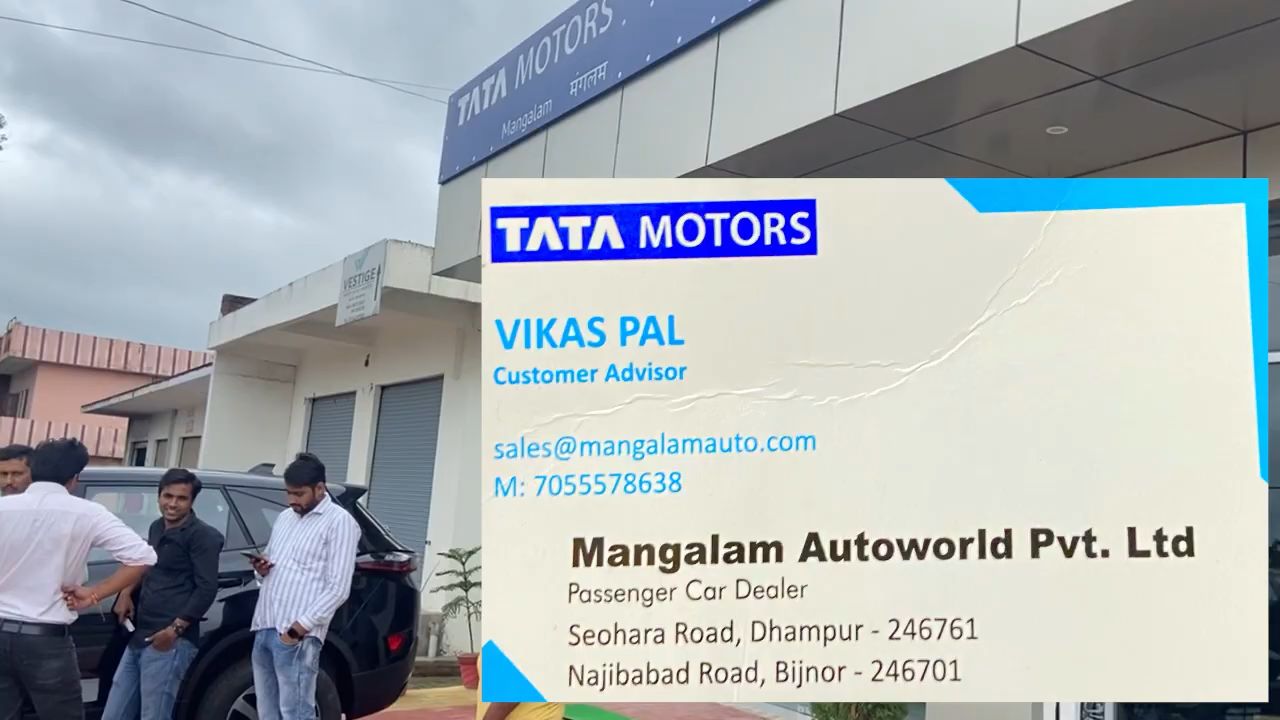 TATA MOTORS
Mangalam मंगलम
VESTIGE
TATA MOTORS
VIKAS PAL
Customer Advisor
sales@mangalamauto.com
M: 7055578638
Mangalam Autoworld Pvt. Ltd
Passenger Car Dealer
Seohara Road, Dhampur - 246761
Najibabad Road, Bijnor - 246701